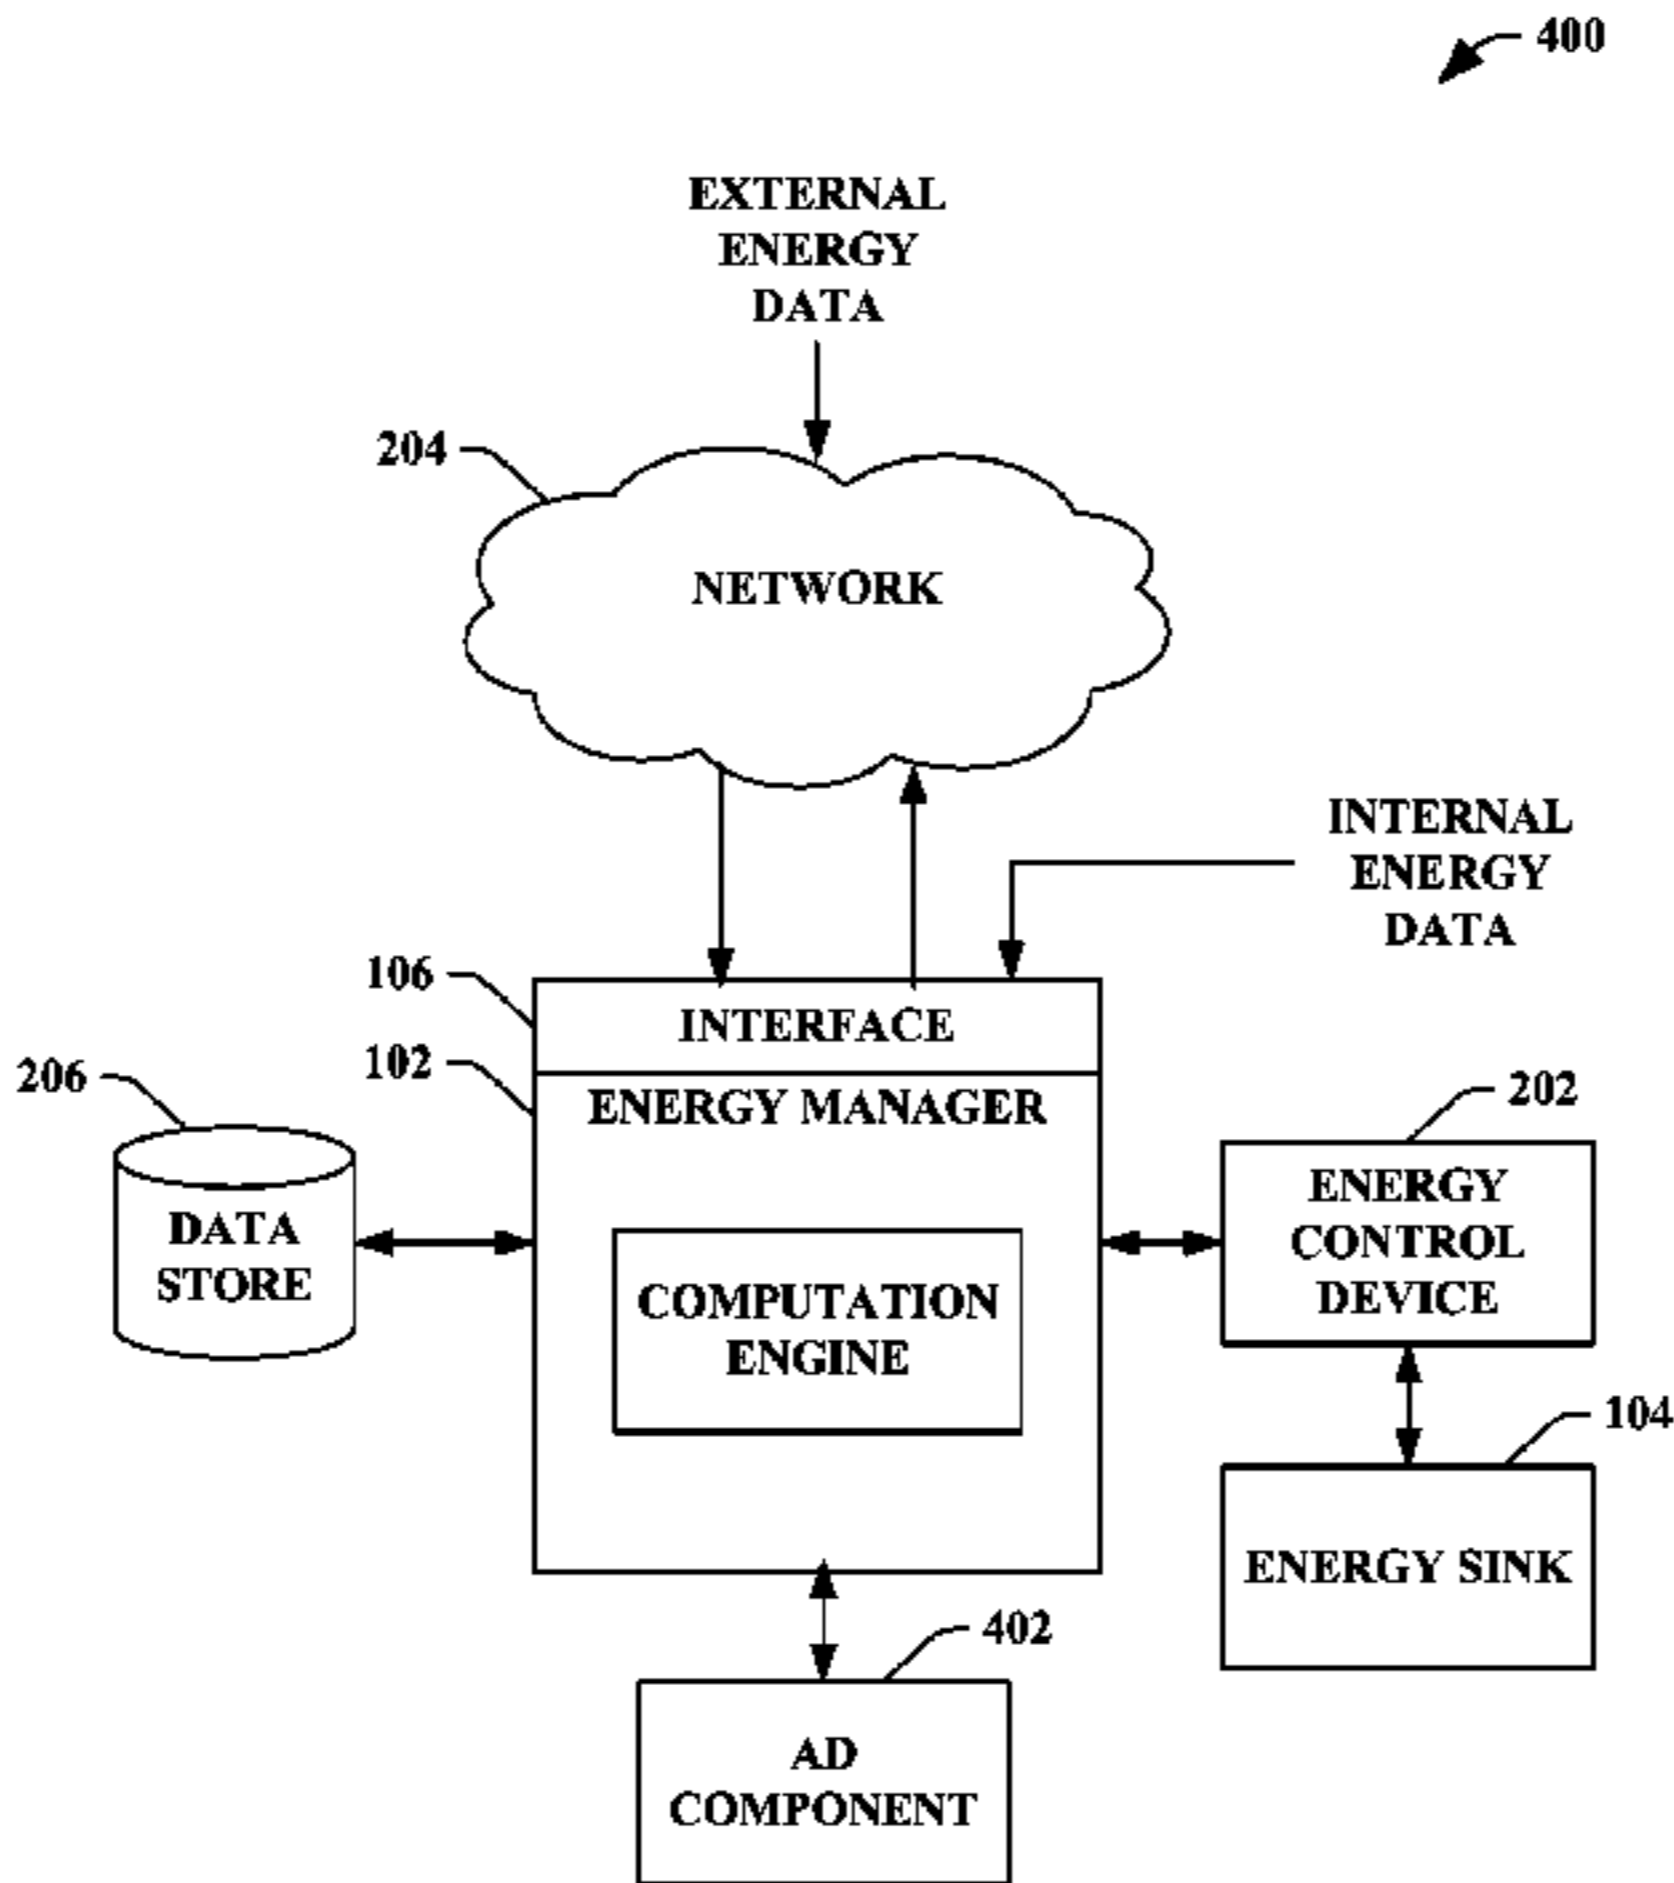 400
EXTERNAL
ENERGY
DATA
204
NETWORK
INTERNAL
ENERGY
DATA
106
INTERFACE
102
ENERGY MANAGER
206
DATA
STORE
202
ENERGY
CONTROL
DEVICE
COMPUTATION
ENGINE
104
ENERGY SINK
402
AD
COMPONENT